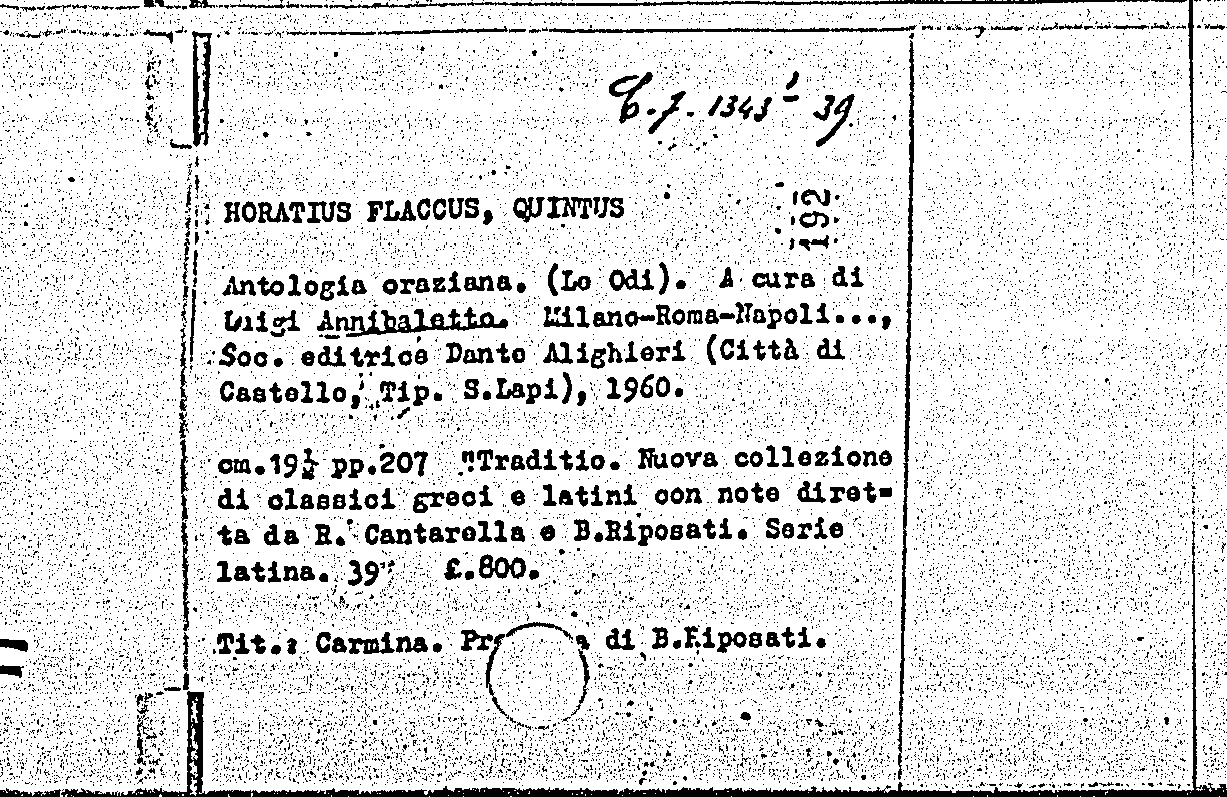 C.J. 1343¹ - 39
192
HORATIUS FLACCUS, QUINTUS
Antologia oraziana. (Le Odi). A cura di
Luigi Annibaletto. Milano-Roma-Napoli...,
Soc. editrice Dante Alighieri (Città di
Castello, Tip. S.Lapi), 1960.
cm.19½ pp.207 "Traditio. Nuova collezione
di classici greci e latini con note diret=
ta da R. Cantarella e B.Riposati. Serie
latina. 39" £.800.
Tit.: Carmina. di B.Riposati.